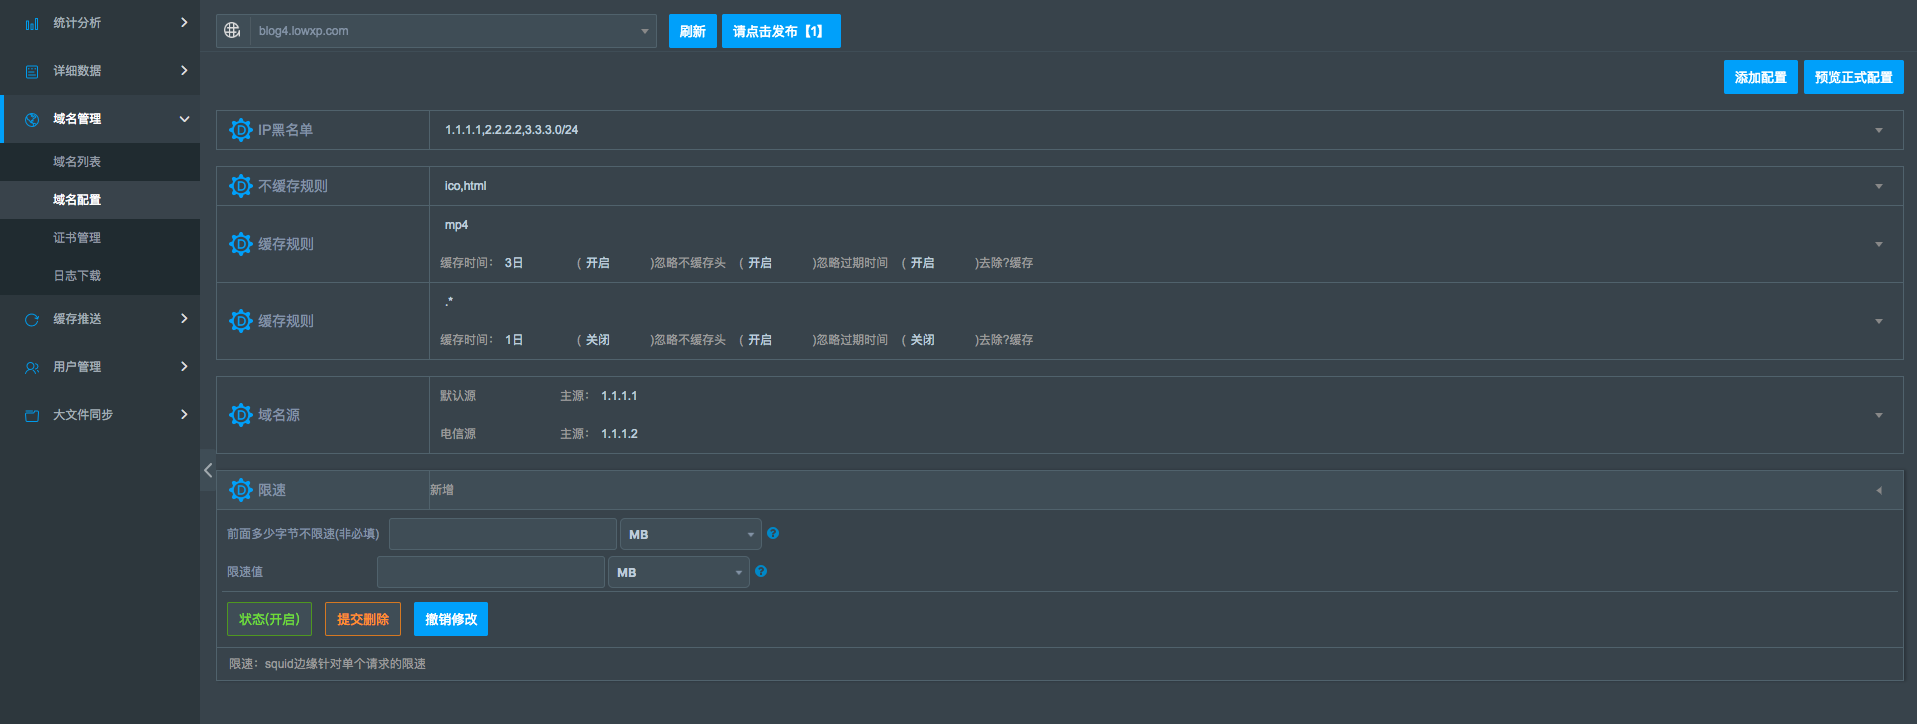 统计分析
详细数据
域名管理
域名列表
域名配置
证书管理
日志下载
缓存推送
用户管理
大文件同步
blog4.lowxp.com 刷新 请点击发布【1】
添加配置 预览正式配置
IP黑名单 1.1.1.1,2.2.2.2,3.3.3.0/24
不缓存规则 ico,html
缓存规则 mp4
缓存时间： 3日 ( 开启 )忽略不缓存头 ( 开启 )忽略过期时间 ( 开启 )去除?缓存
缓存规则 .*
缓存时间： 1日 ( 关闭 )忽略不缓存头 ( 开启 )忽略过期时间 ( 关闭 )去除?缓存
域名源 默认源 主源： 1.1.1.1
电信源 主源： 1.1.1.2
限速 新增
前面多少字节不限速(非必填) MB
限速值 MB
状态(开启) 提交删除 撤销修改
限速：squid边缘针对单个请求的限速